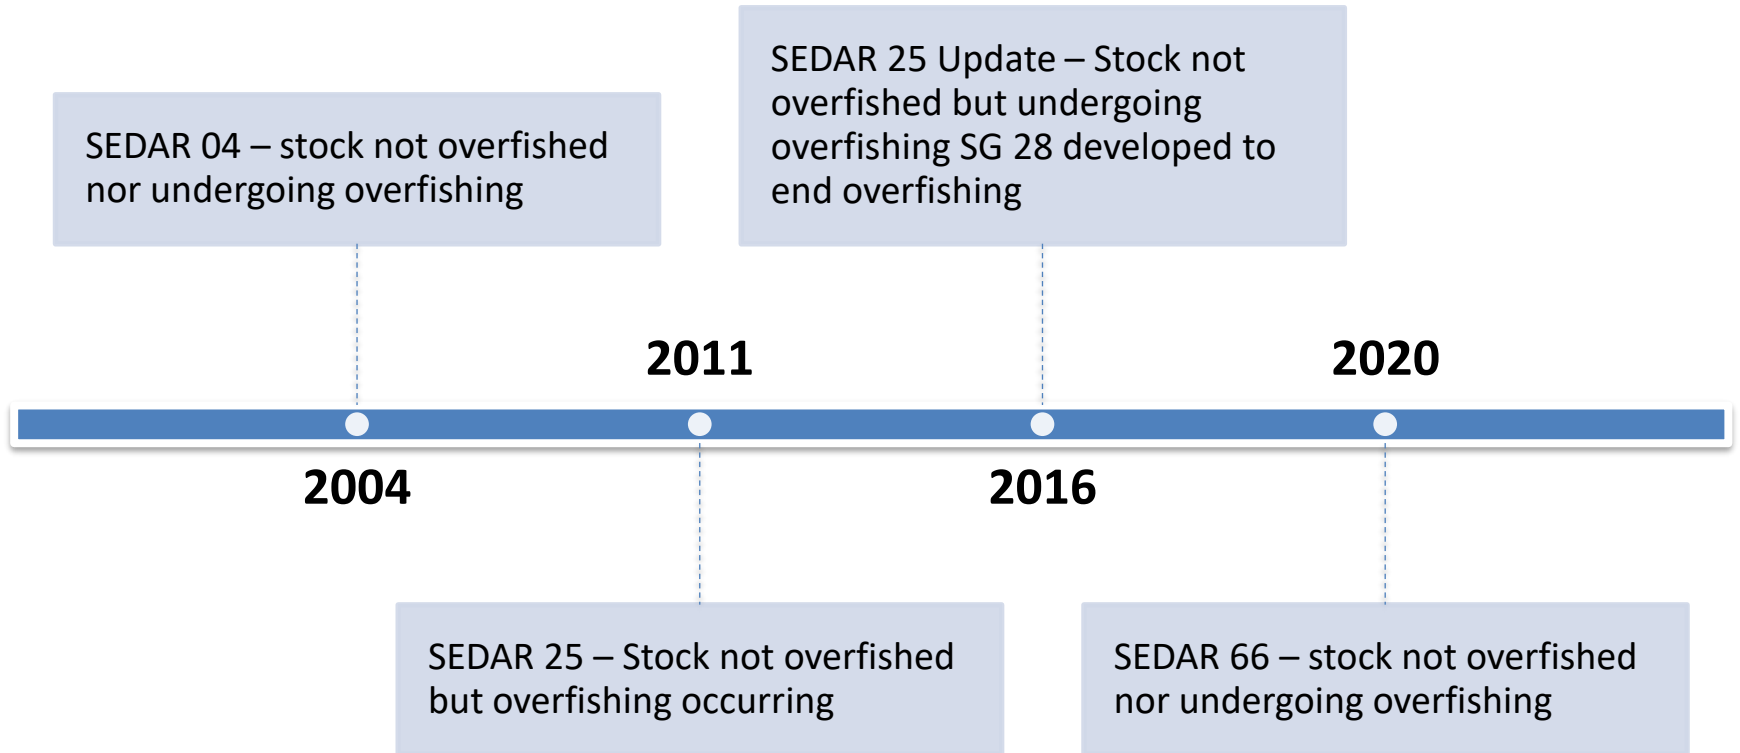 SEDAR 04 – stock not overfished
nor undergoing overfishing
2004
2011
SEDAR 25 – Stock not overfished
but overfishing occurring
SEDAR 25 Update – Stock not
overfished but undergoing
overfishing SG 28 developed to
end overfishing
2016
2020
SEDAR 66 – stock not overfished
nor undergoing overfishing